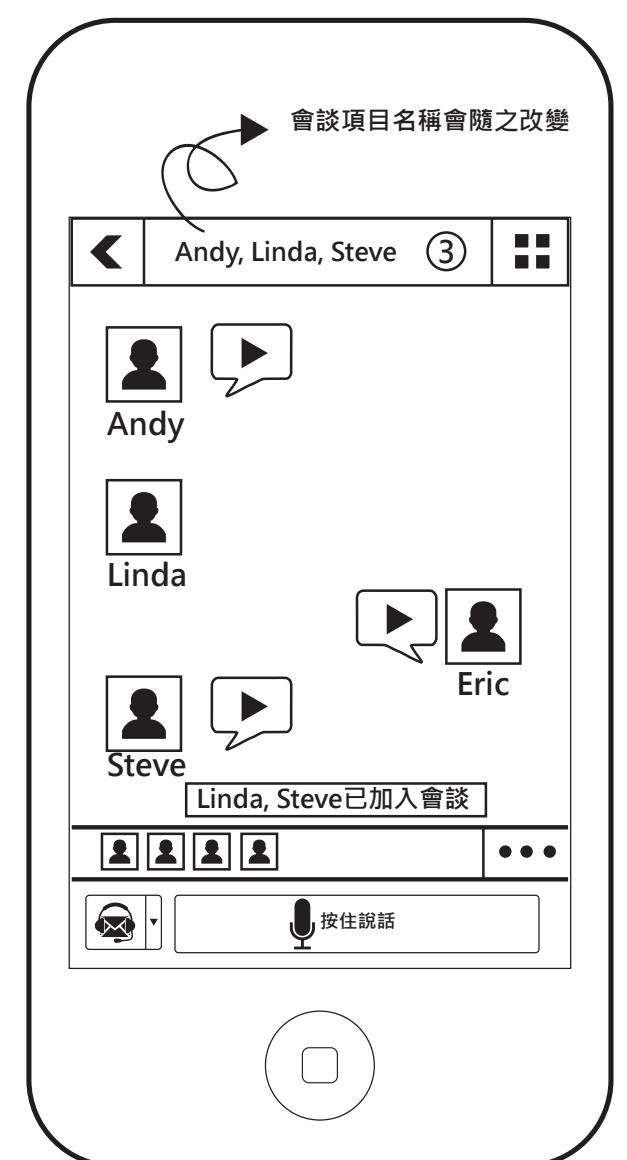 會談項目名稱會隨之改變
Andy, Linda, Steve ③
Andy
Linda
Eric
Steve
Linda, Steve已加入會談
按住說話